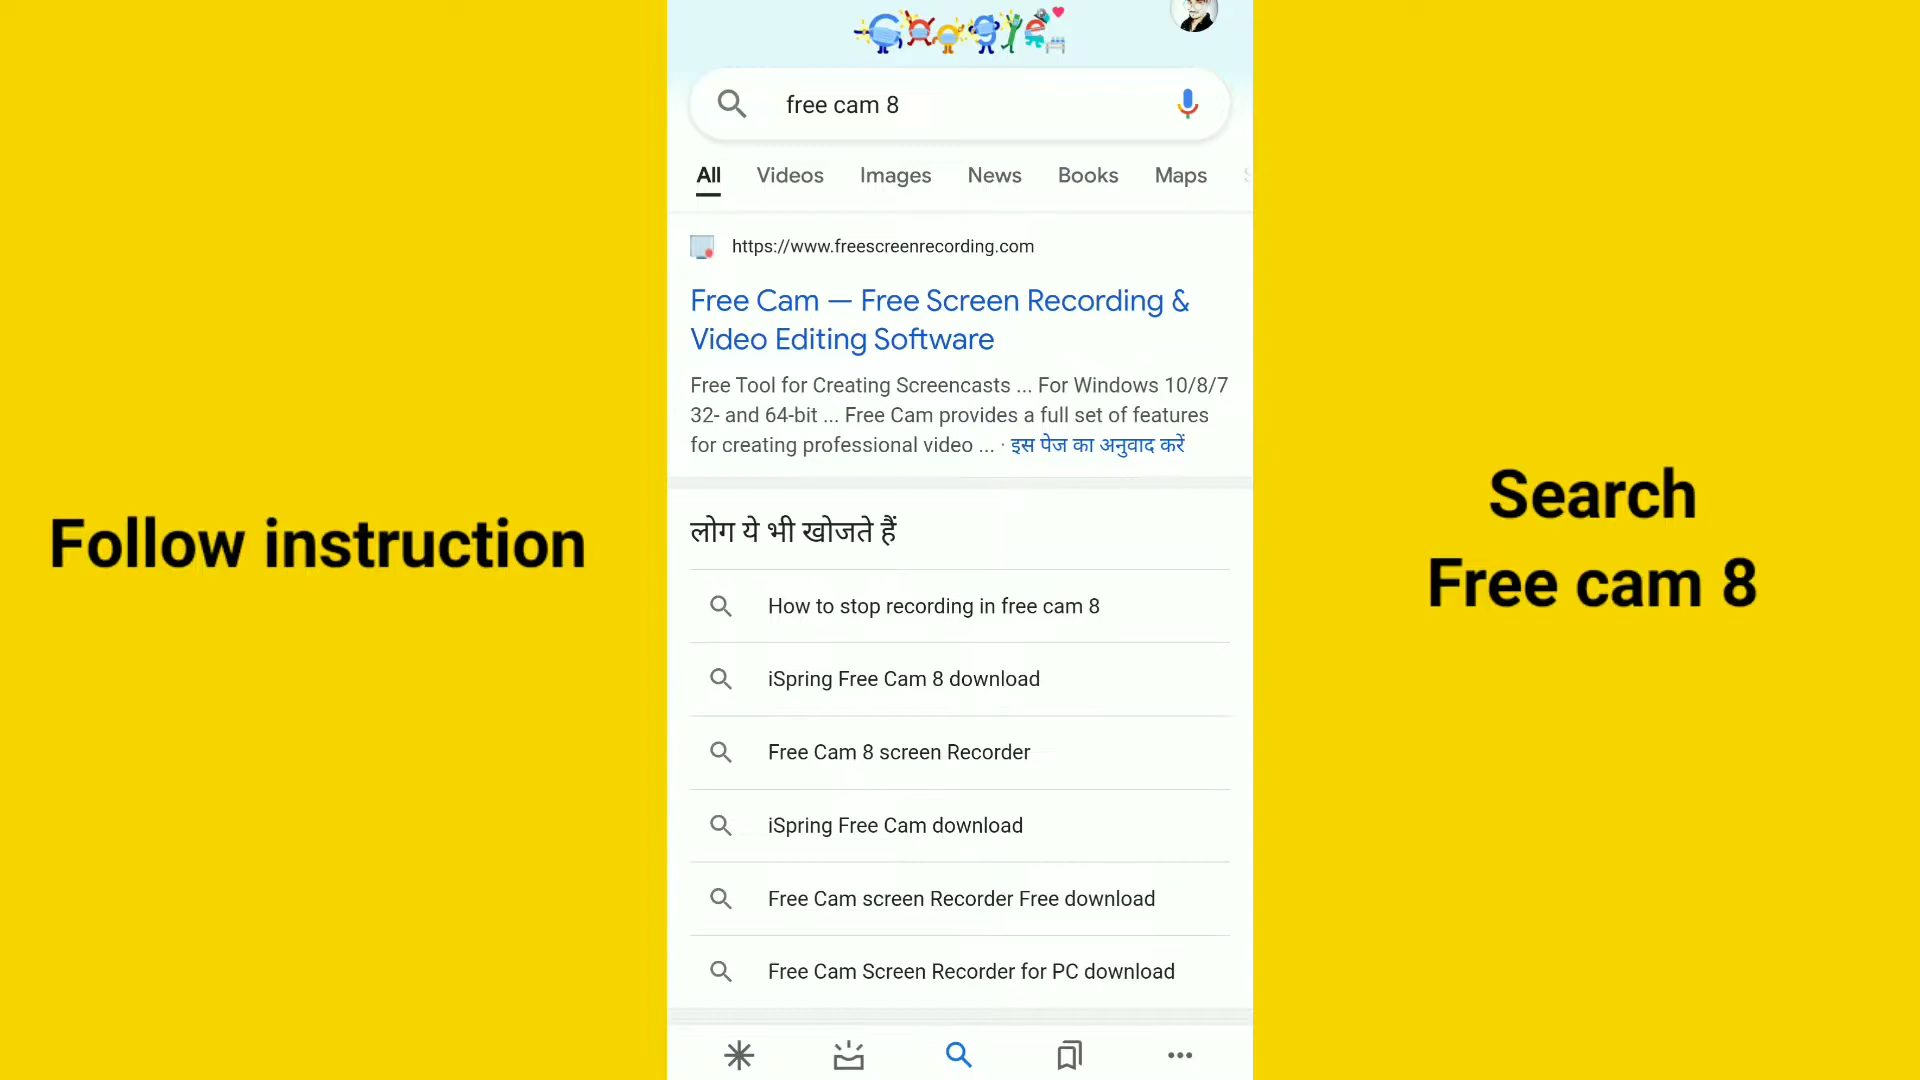 Google
free cam 8
All Videos Images News Books Maps
https://www.freescreenrecording.com
Free Cam — Free Screen Recording &
Video Editing Software
Free Tool for Creating Screencasts ... For Windows 10/8/7
32- and 64-bit ... Free Cam provides a full set of features
for creating professional video ... · इस पेज का अनुवाद करें
लोग ये भी खोजते हैं
How to stop recording in free cam 8
iSpring Free Cam 8 download
Free Cam 8 screen Recorder
iSpring Free Cam download
Free Cam screen Recorder Free download
Free Cam Screen Recorder for PC download
Follow instruction
Search
Free cam 8